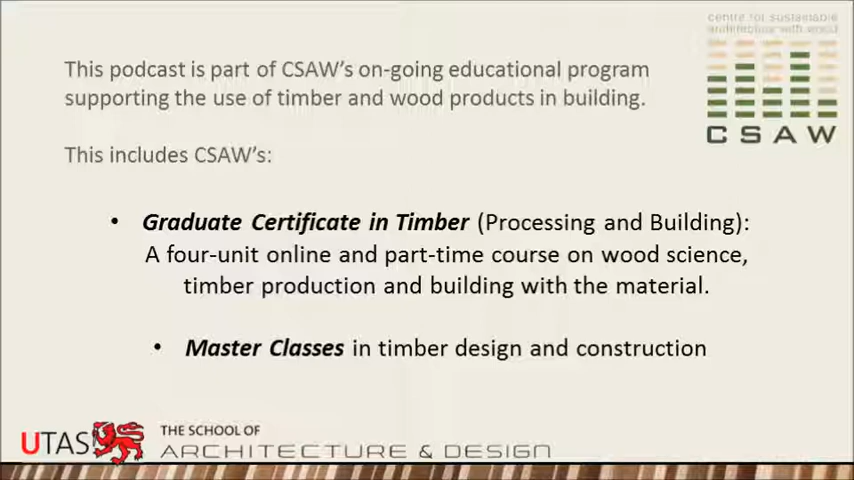 centre for sustainable
architecture with wood
CSAW
This podcast is part of CSAW's on-going educational program
supporting the use of timber and wood products in building.
This includes CSAW's:
• Graduate Certificate in Timber (Processing and Building):
A four-unit online and part-time course on wood science,
timber production and building with the material.
• Master Classes in timber design and construction
UTAS
THE SCHOOL OF
ARCHITECTURE & DESIGN